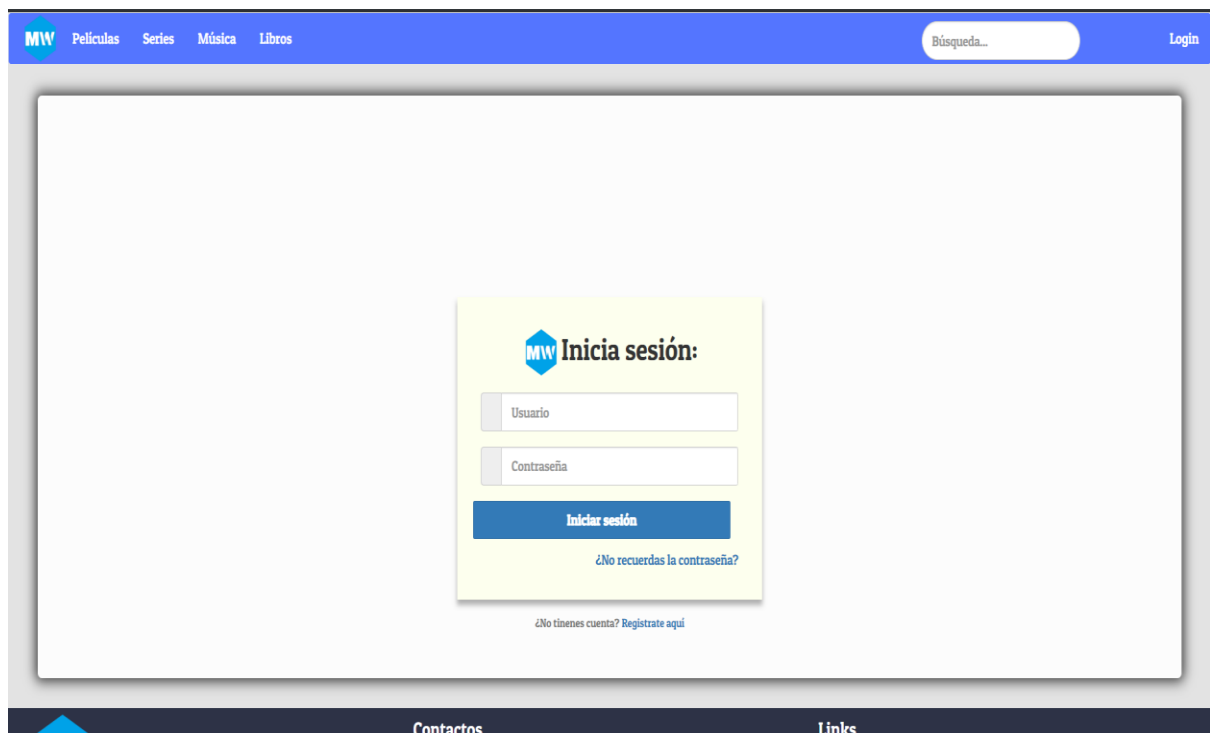 MW Películas Series Música Libros Búsqueda... Login
MW Inicia sesión:
Usuario
Contraseña
Iniciar sesión
¿No recuerdas la contraseña?
¿No tinenes cuenta? Registrate aquí
Contactos Links